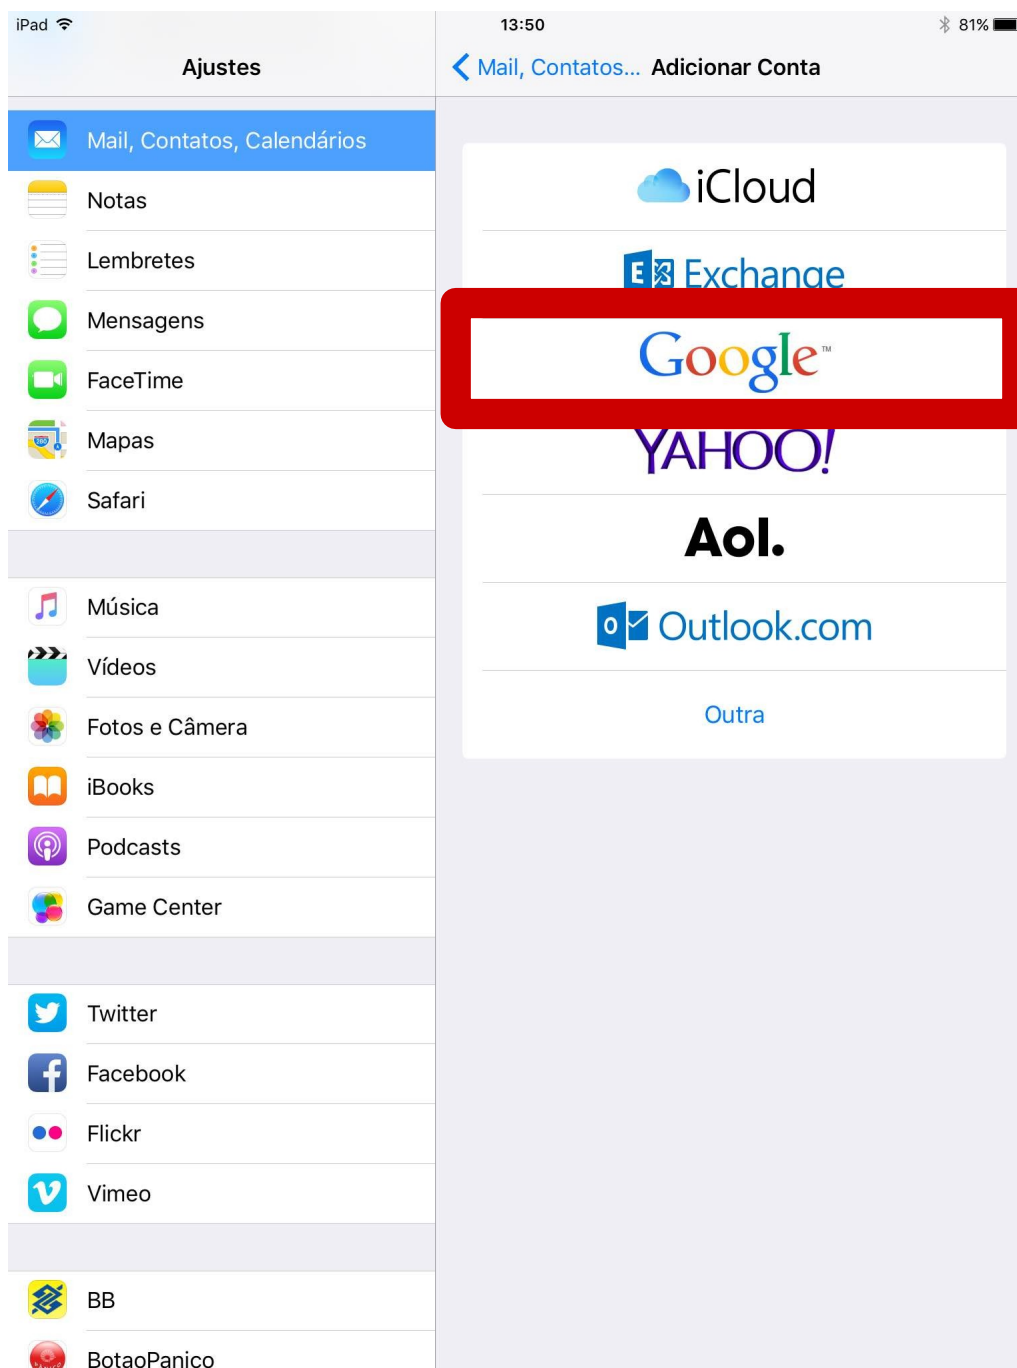 iPad 13:50 81%
Ajustes
Mail, Contatos, Calendários
Notas
Lembretes
Mensagens
FaceTime
Mapas
Safari
Música
Vídeos
Fotos e Câmera
iBooks
Podcasts
Game Center
Twitter
Facebook
Flickr
Vimeo
BB
BotaoPanico
Mail, Contatos... Adicionar Conta
iCloud
Exchange
Google™
YAHOO!
Aol.
Outlook.com
Outra